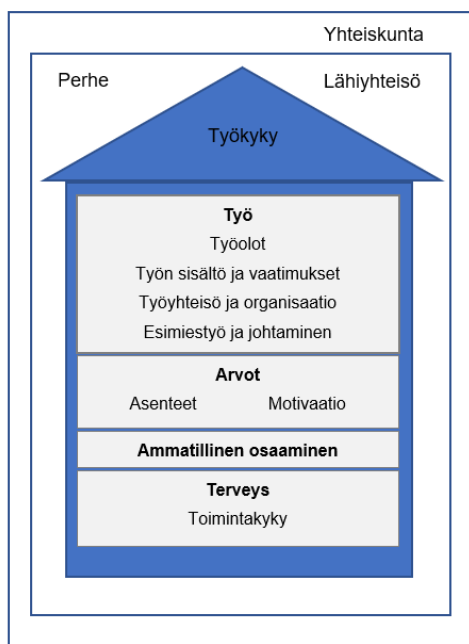 Yhteiskunta
Perhe Lähiyhteisö
Työkyky
Työ
Työolot
Työn sisältö ja vaatimukset
Työyhteisö ja organisaatio
Esimiestyö ja johtaminen
Arvot
Asenteet Motivaatio
Ammatillinen osaaminen
Terveys
Toimintakyky